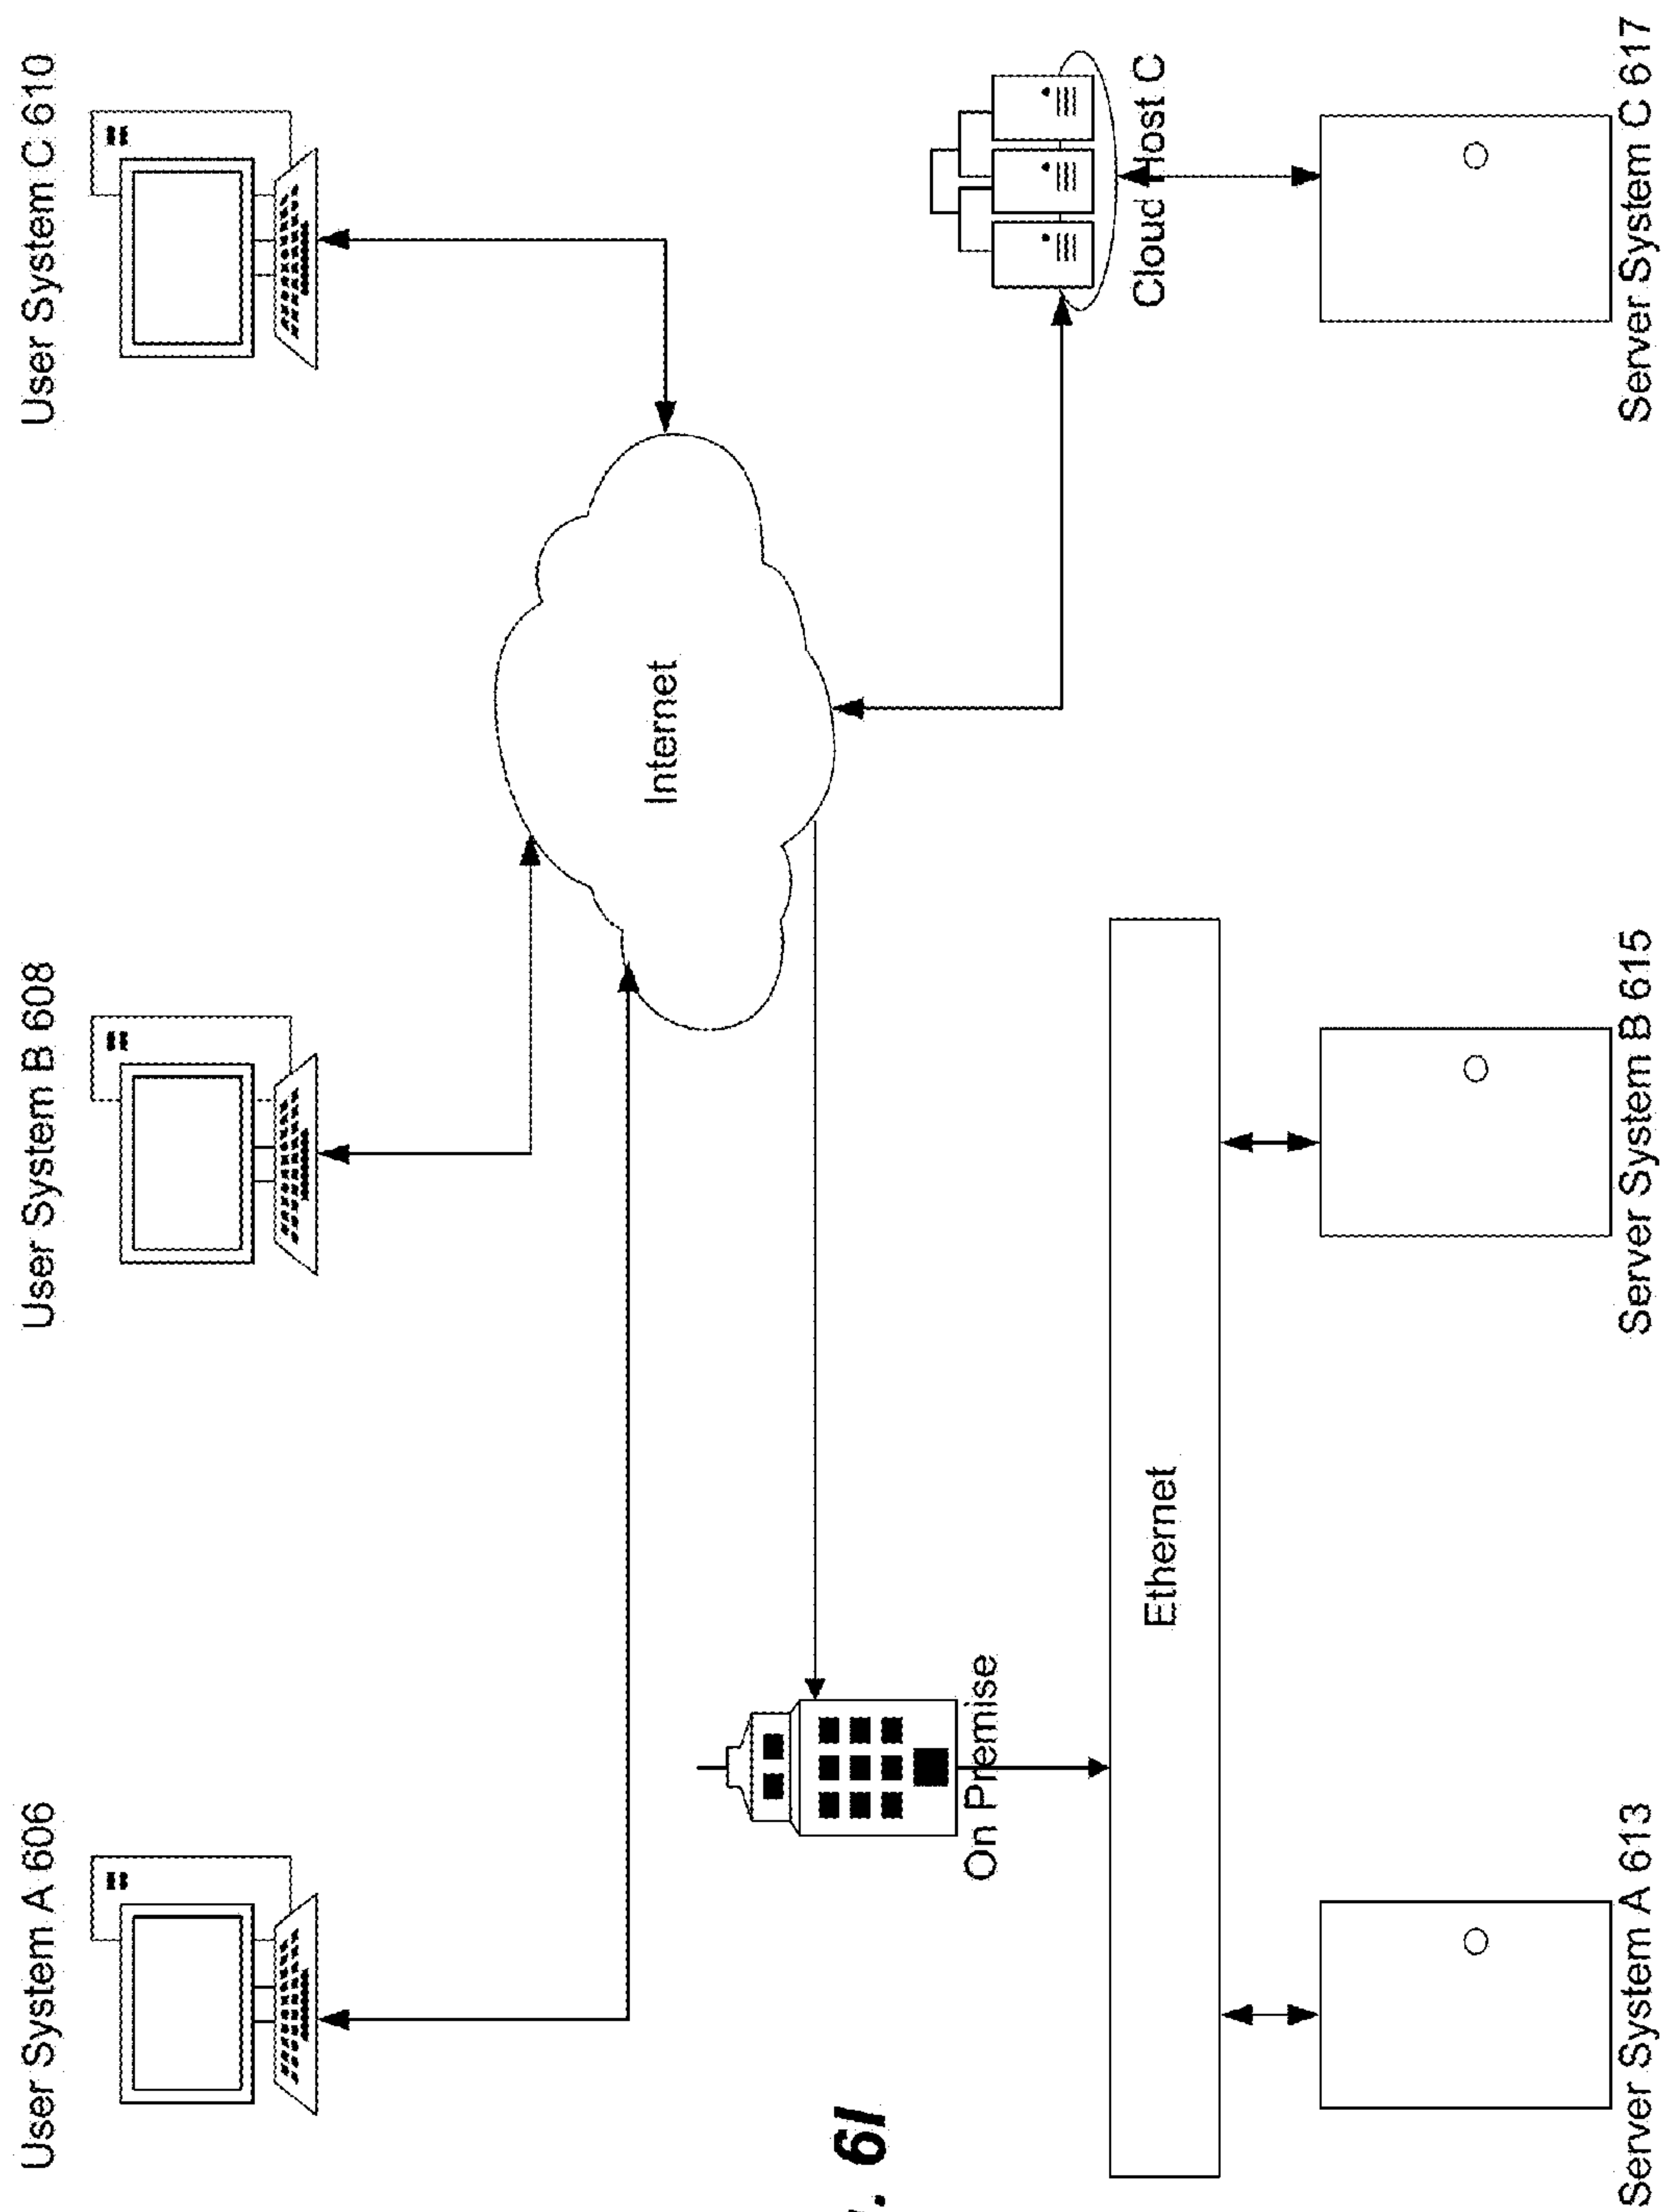 User System A 606
User System B 608
User System C 610
Internet
On Premise
Cloud Host C
Ethernet
Server System A 613
Server System B 615
Server System C 617
. 6I